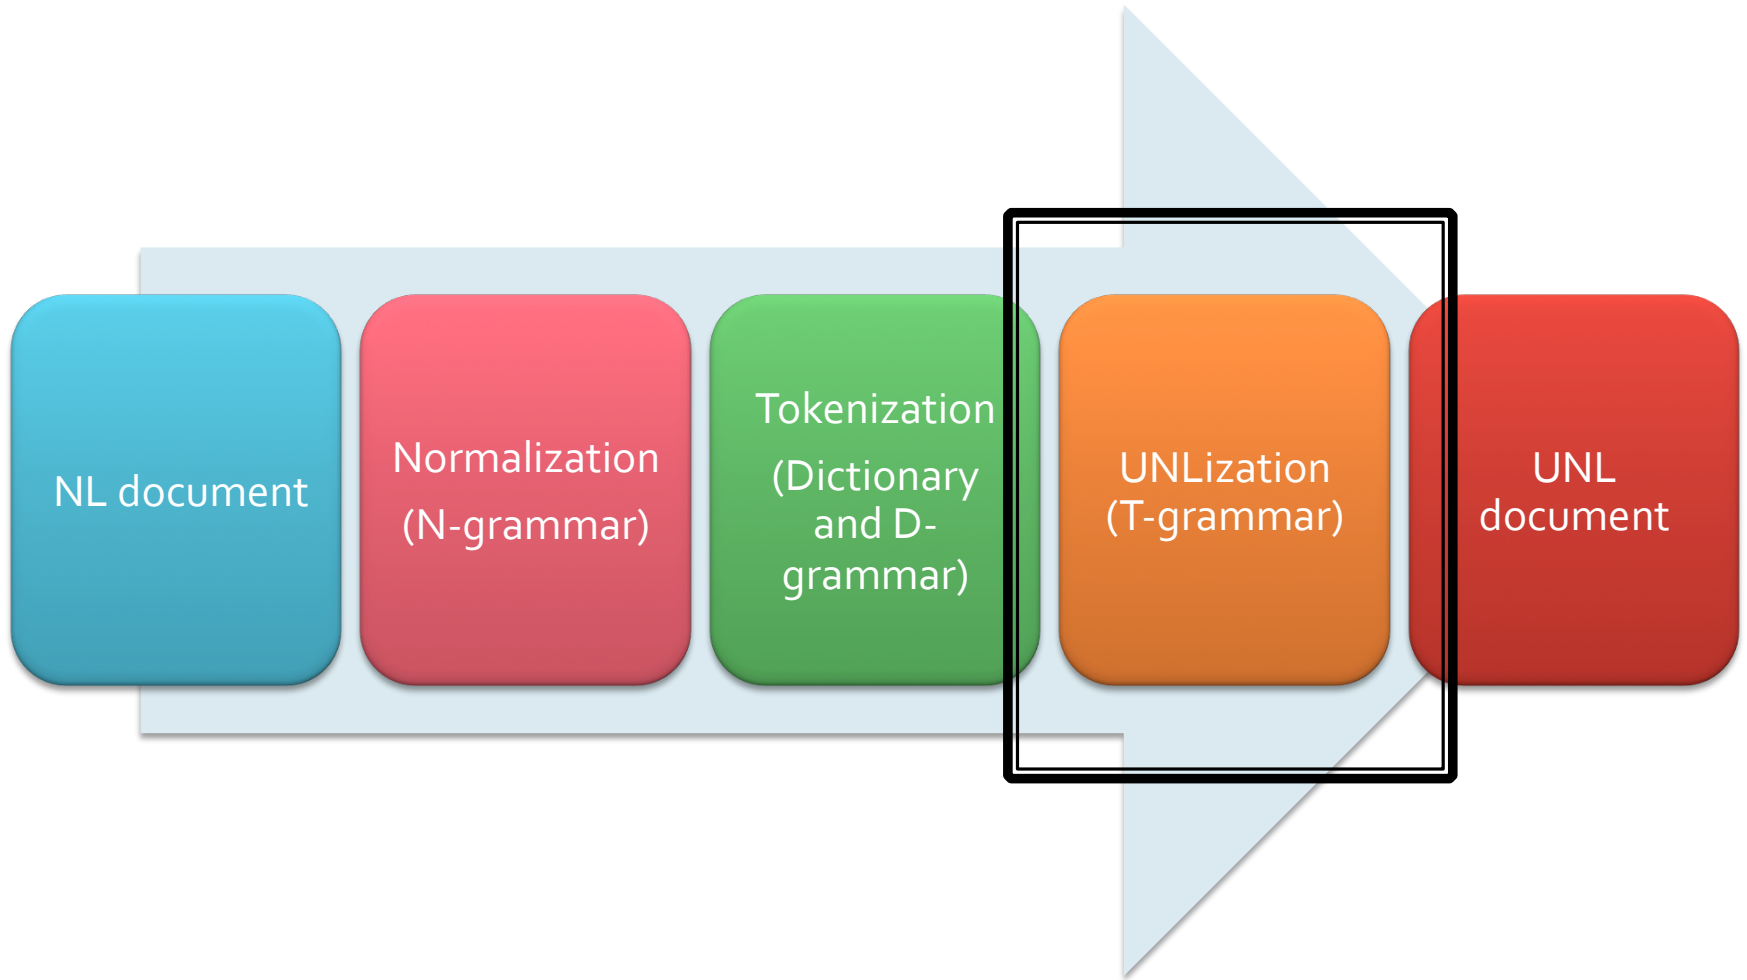 NL document
Normalization
(N-grammar)
Tokenization
(Dictionary
and D-
grammar)
UNLization
(T-grammar)
UNL
document